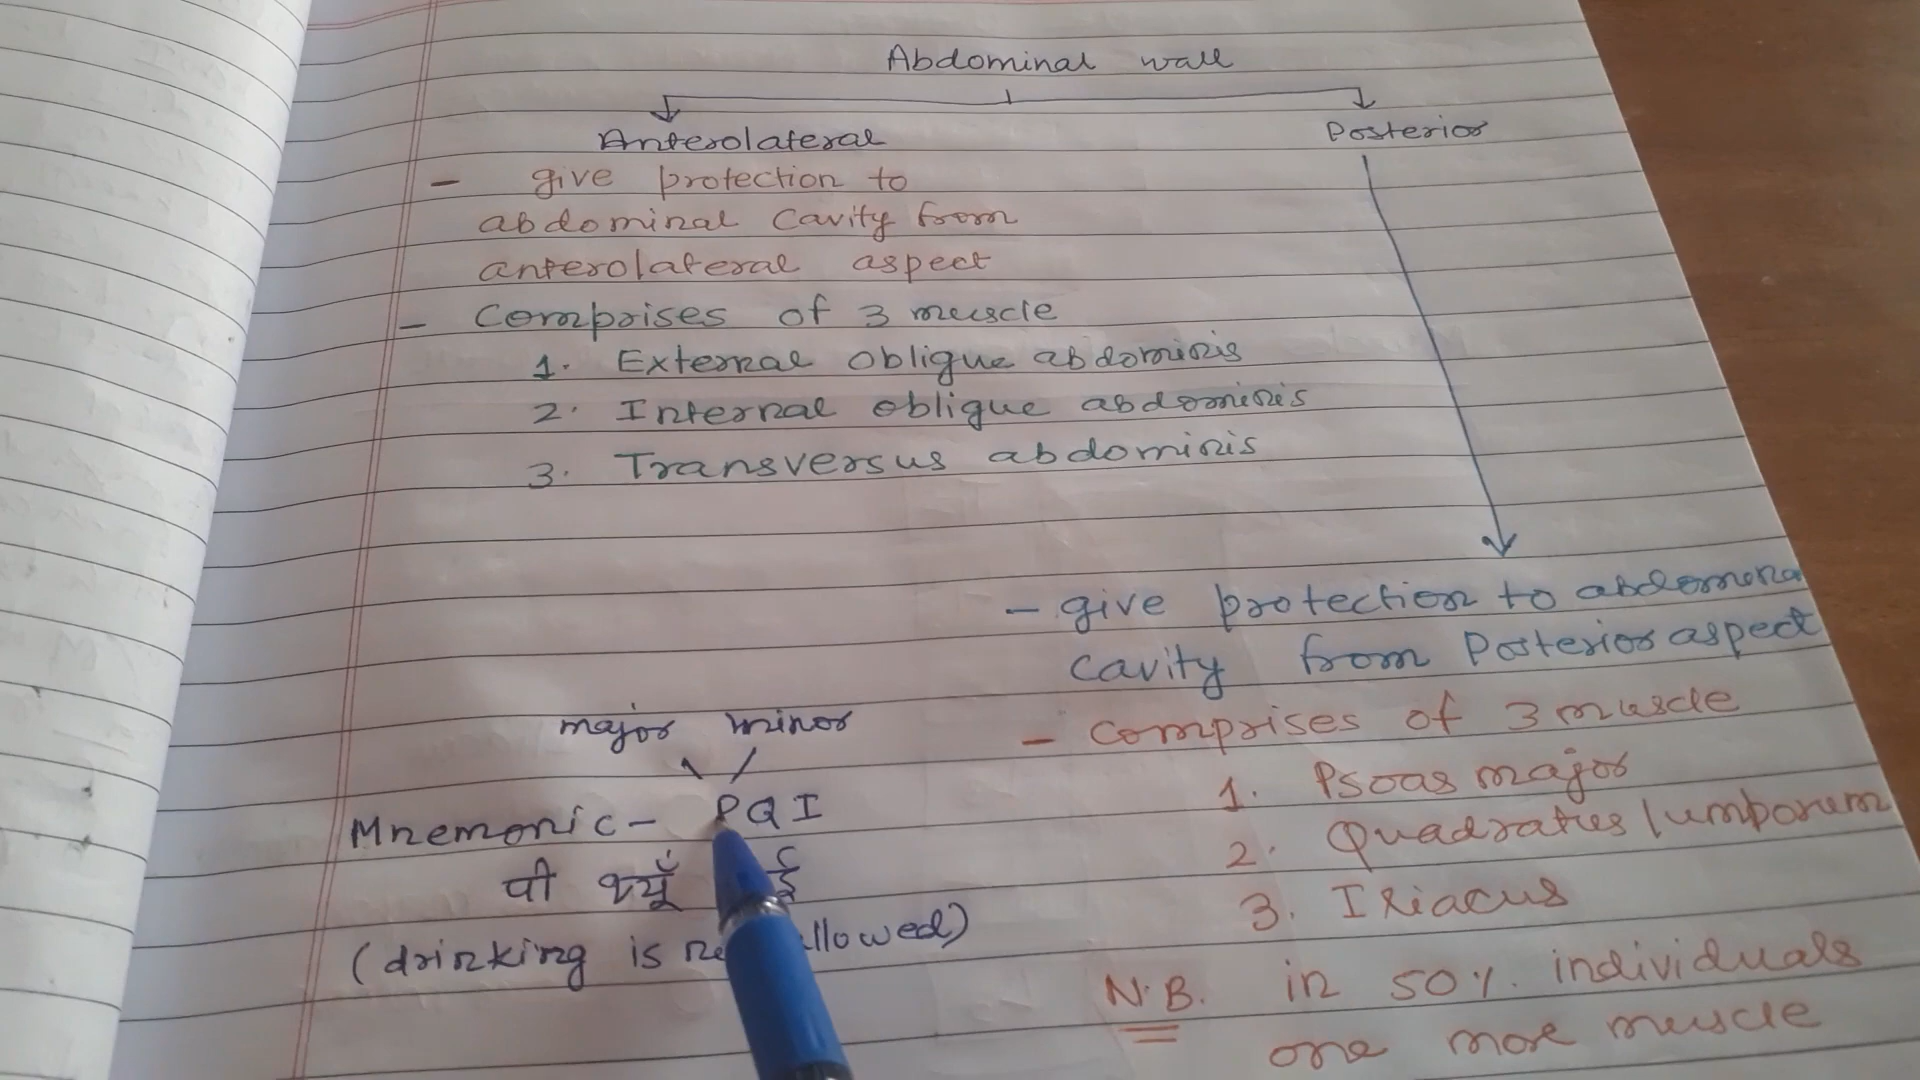 Abdominal wall
Anterolateral
Posterior
- give protection to
abdominal cavity from
anterolateral aspect
- Comprises of 3 muscle
1. External oblique abdominis
2. Internal oblique abdominis
3. Transversus abdominis
- give protection to
cavity from Posterior aspect
- comprises of 3 muscle
1. Psoas major
2. Quadratus lumborum
3. Iliacus
N.B. in 50%. individuals
one more muscle
major minor
Mnemonic- PQI
पी क्यूँ ई
(drinking is allowed)